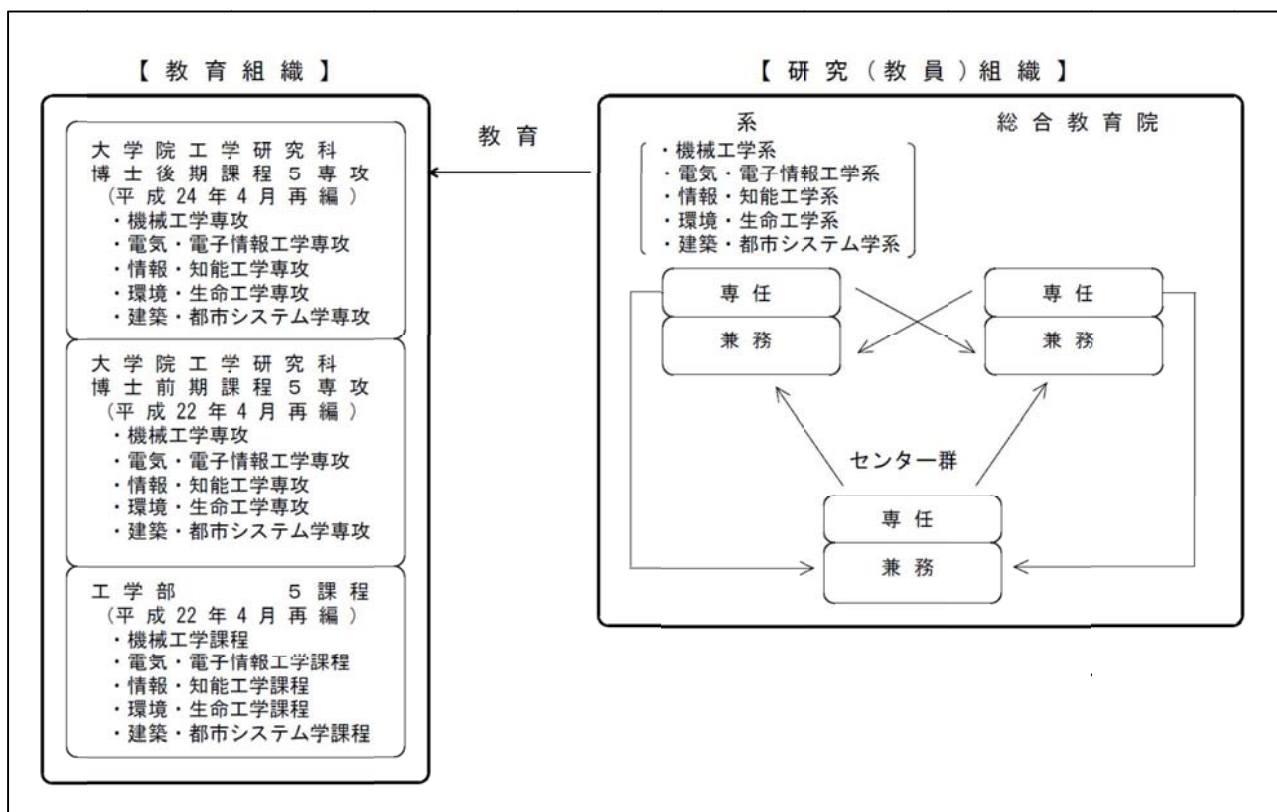 【教育組織】
大学院工学研究科
博士後期課程5専攻
(平成24年4月再編)
・機械工学専攻
・電気・電子情報工学専攻
・情報・知能工学専攻
・環境・生命工学専攻
・建築・都市システム学専攻
大学院工学研究科
博士前期課程5専攻
(平成22年4月再編)
・機械工学専攻
・電気・電子情報工学専攻
・情報・知能工学専攻
・環境・生命工学専攻
・建築・都市システム学専攻
工学部 5課程
(平成22年4月再編)
・機械工学課程
・電気・電子情報工学課程
・情報・知能工学課程
・環境・生命工学課程
・建築・都市システム学課程
教育
【研究(教員)組織】
系
・機械工学系
・電気・電子情報工学系
・情報・知能工学系
・環境・生命工学系
・建築・都市システム学系
専任
兼務
総合教育院
専任
兼務
センター群
専任
兼務